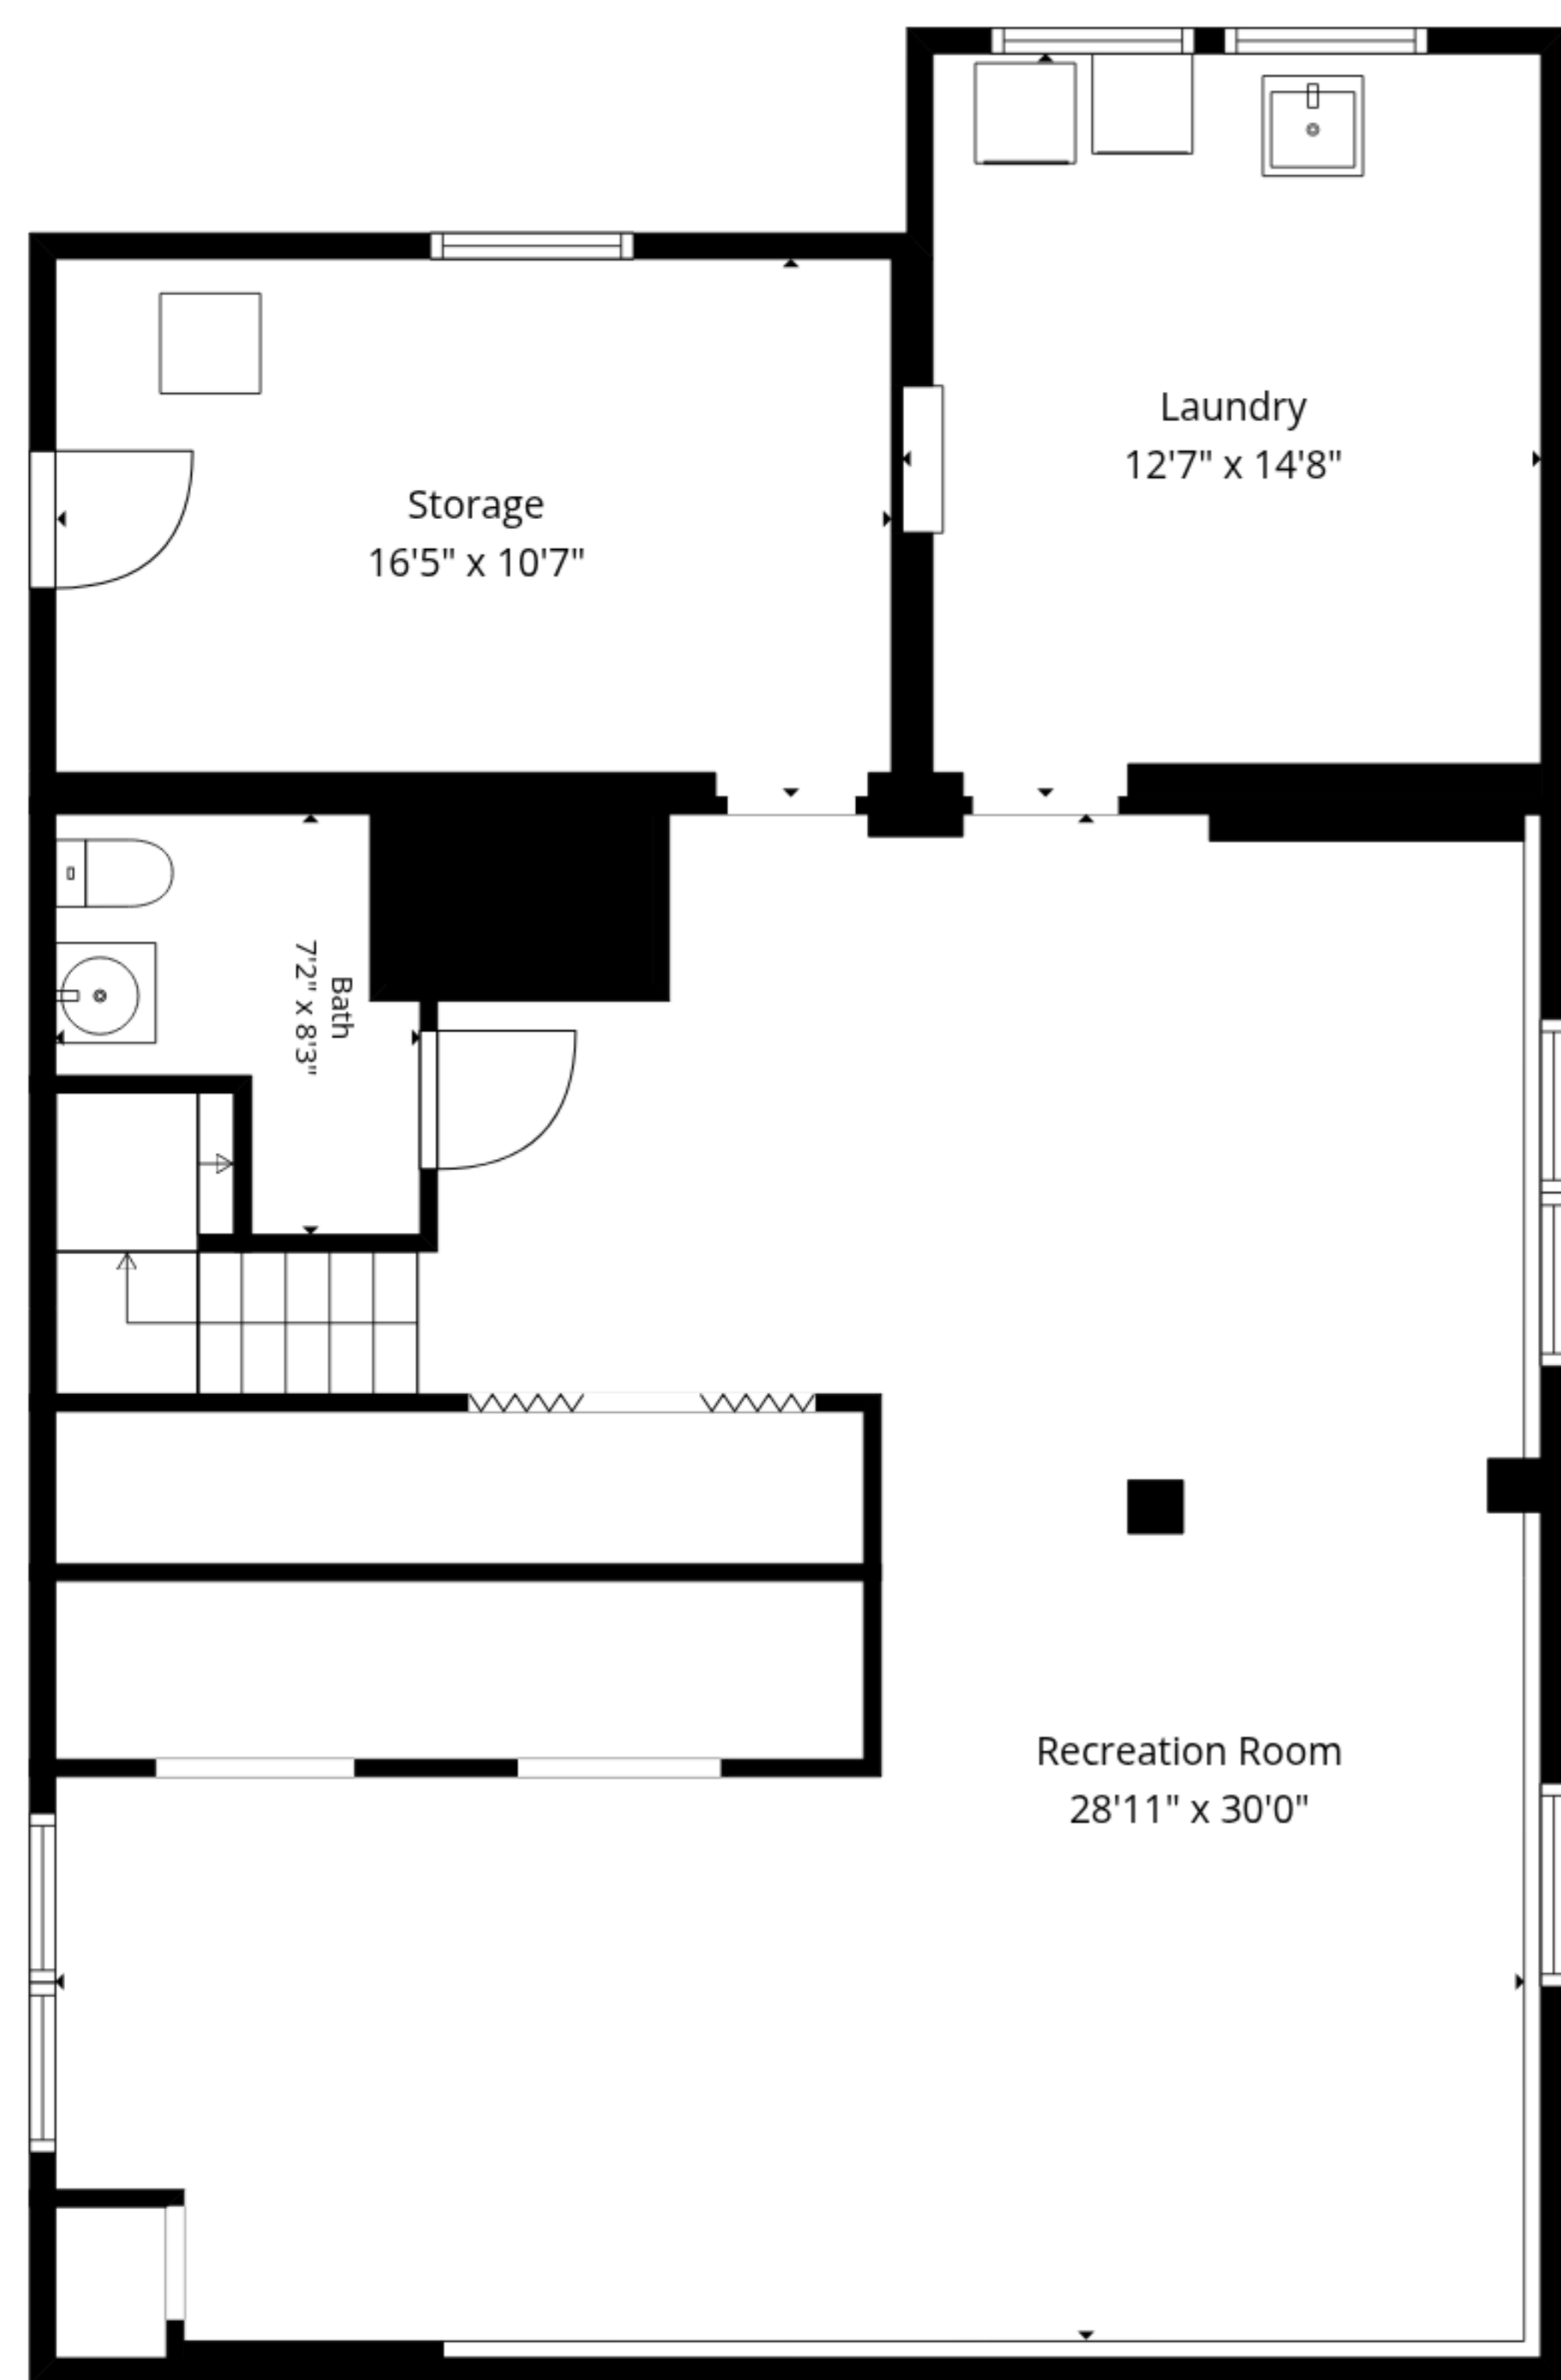 Laundry
12'7" x 14'8"
Storage
16'5" x 10'7"
Bath
7'2" x 8'3"
Recreation Room
28'11" x 30'0"